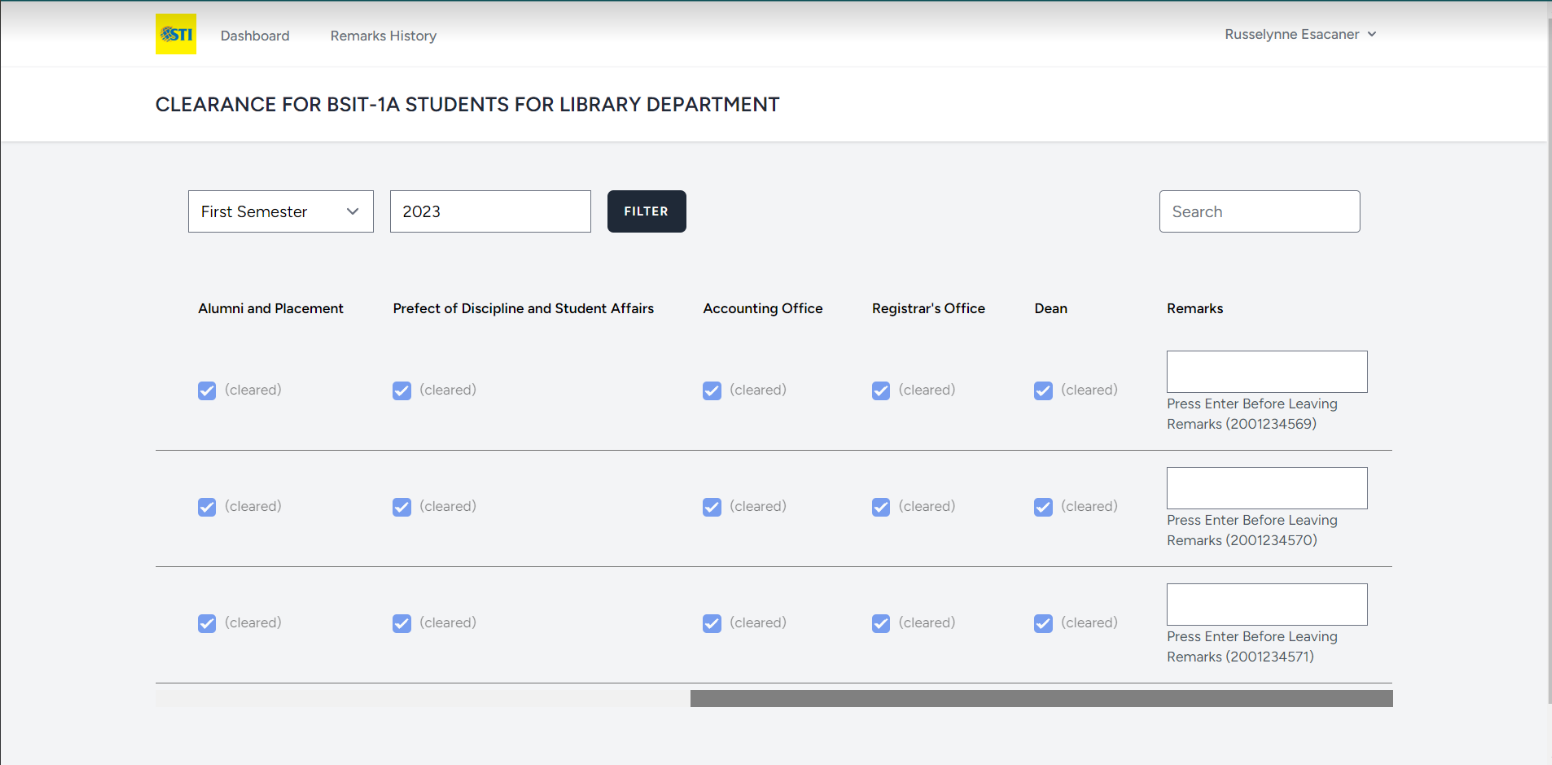 STI Dashboard Remarks History Russelynne Esacaner
CLEARANCE FOR BSIT-1A STUDENTS FOR LIBRARY DEPARTMENT
First Semester 2023 FILTER Search
Alumni and Placement Prefect of Discipline and Student Affairs Accounting Office Registrar's Office Dean Remarks
(cleared) (cleared) (cleared) (cleared) (cleared)
Press Enter Before Leaving
Remarks (2001234569)
(cleared) (cleared) (cleared) (cleared) (cleared)
Press Enter Before Leaving
Remarks (2001234570)
(cleared) (cleared) (cleared) (cleared) (cleared)
Press Enter Before Leaving
Remarks (2001234571)